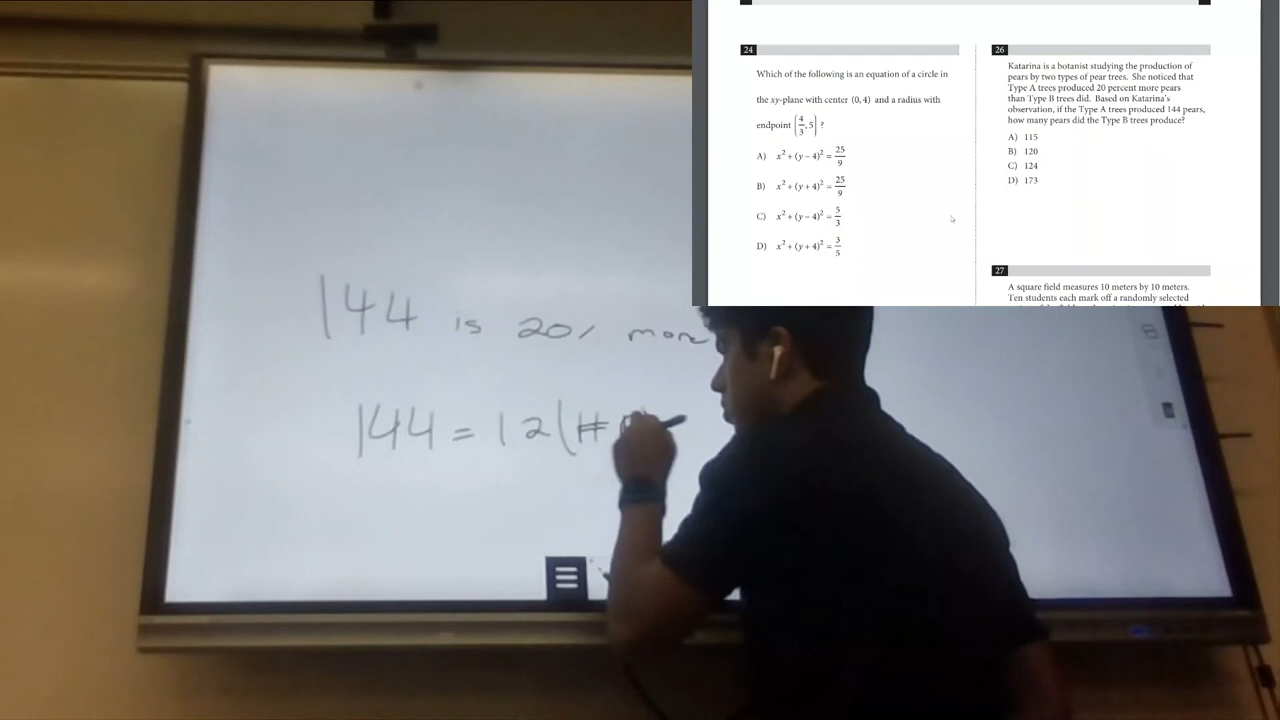 24
Which of the following is an equation of a circle in
the xy-plane with center (0, 4) and a radius with
endpoint (4/3, 5) ?
A) x² + (y − 4)² = 25/9
B) x² + (y + 4)² = 25/9
C) x² + (y − 4)² = 5/3
D) x² + (y + 4)² = 3/5
26
Katarina is a botanist studying the production of
pears by two types of pear trees. She noticed that
Type A trees produced 20 percent more pears
than Type B trees did. Based on Katarina's
observation, if the Type A trees produced 144 pears,
how many pears did the Type B trees produce?
A) 115
B) 120
C) 124
D) 173
27
A square field measures 10 meters by 10 meters.
Ten students each mark off a randomly selected
144 is 20% more
144 = 12(#